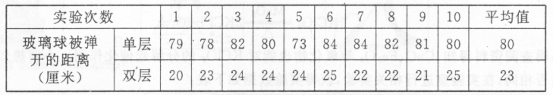 实验次数 1 2 3 4 5 6 7 8 9 10 平均值
玻璃球被弹开的距离(厘米) 单层 79 78 82 80 73 84 84 82 81 80 80
双层 20 23 24 24 24 25 22 22 21 25 23